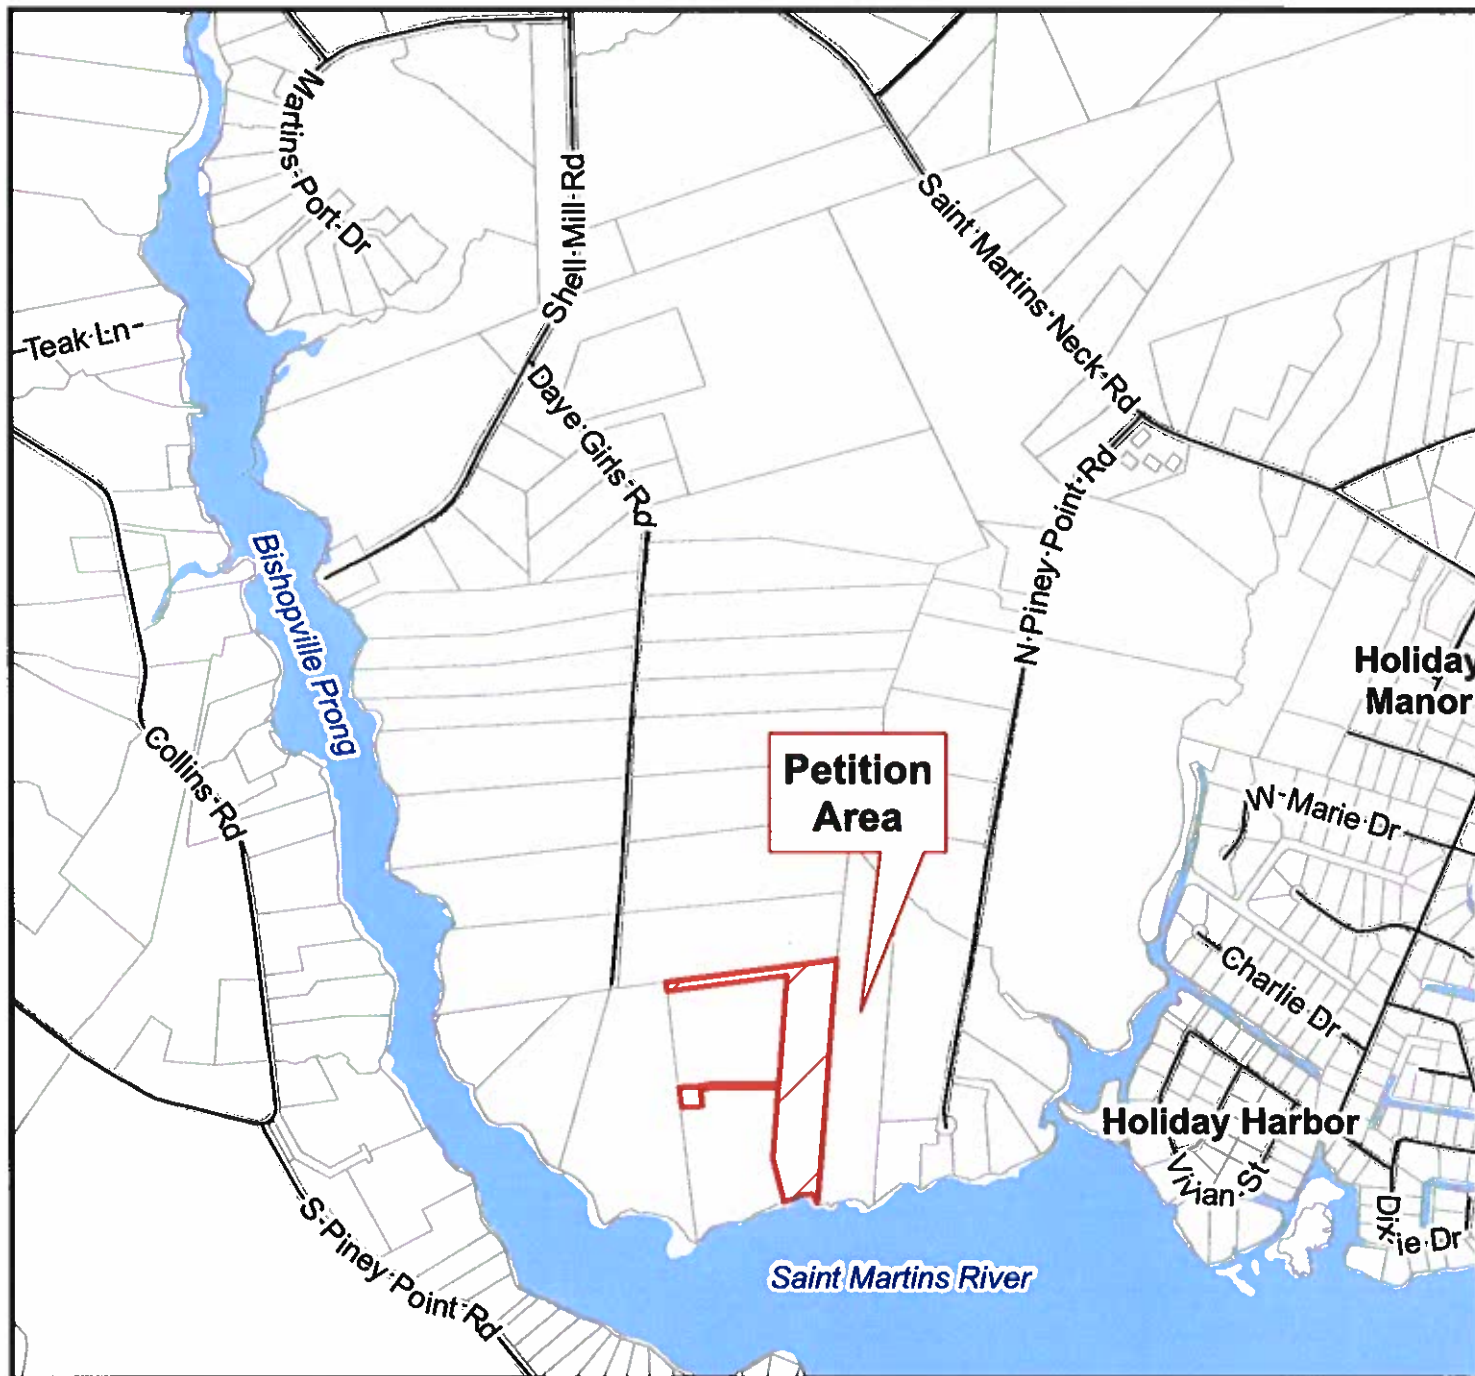 Martins Port Dr
Shell Mill Rd
Saint Martins Neck Rd
Teak Ln
Daye Girls Rd
N Piney Point Rd
Bishopville Prong
Holiday
Manor
Collins Rd
Petition
Area
W Marie Dr
Charlie Dr
Holiday Harbor
Vivian St
Dixie Dr
S Piney Point Rd
Saint Martins River